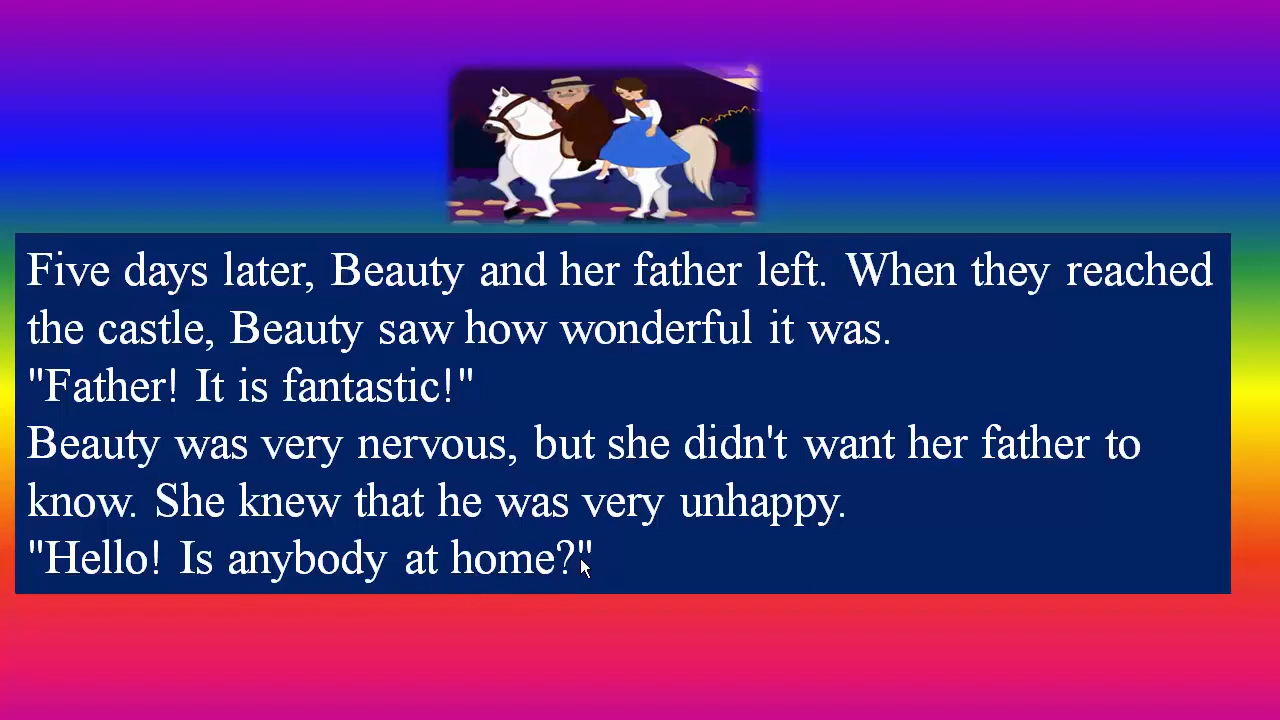 Five days later, Beauty and her father left. When they reached
the castle, Beauty saw how wonderful it was.
"Father! It is fantastic!"
Beauty was very nervous, but she didn't want her father to
know. She knew that he was very unhappy.
"Hello! Is anybody at home?"